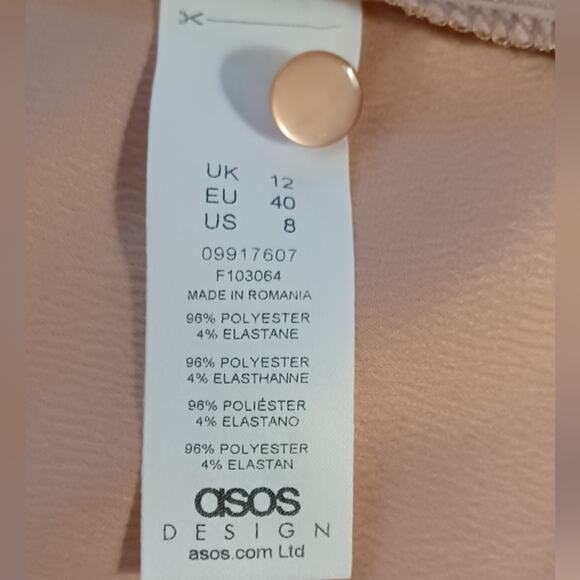 UK 12
EU 40
US 8
09917607
F103064
MADE IN ROMANIA
96% POLYESTER
4% ELASTANE
96% POLYESTER
4% ELASTHANNE
96% POLIÉSTER
4% ELASTANO
96% POLYESTER
4% ELASTAN
asos
DESIGN
asos.com Ltd